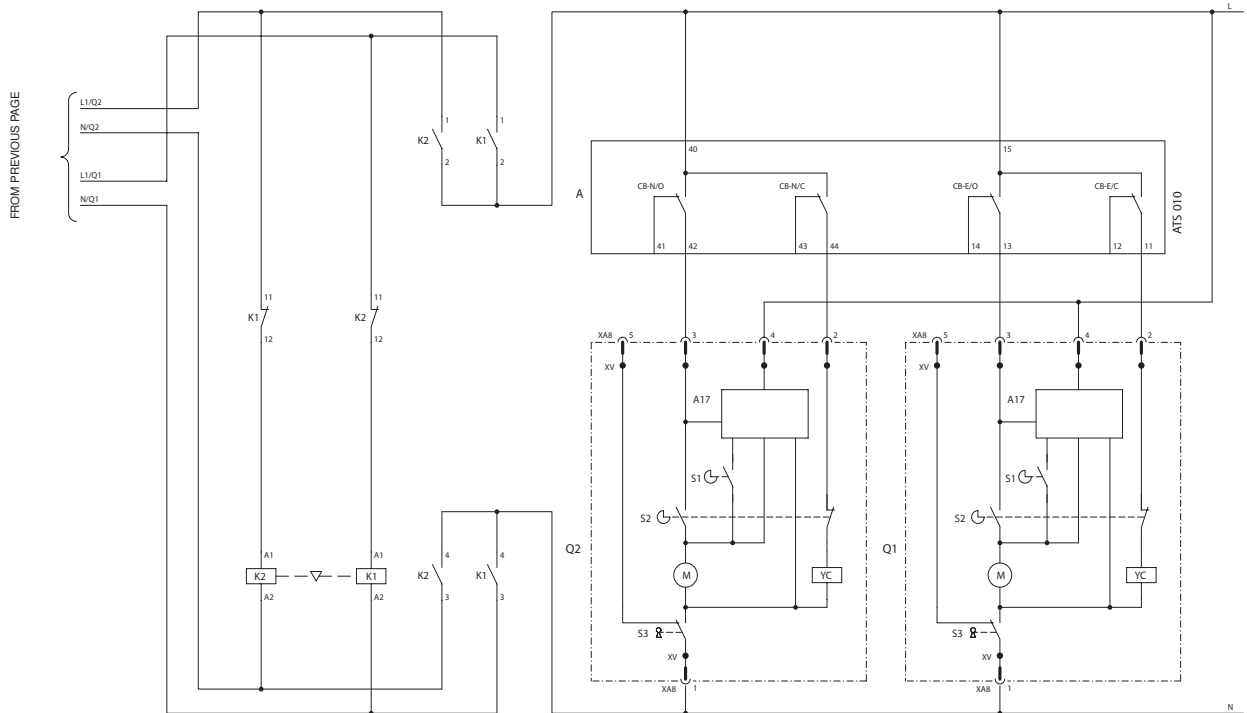 L
FROM PREVIOUS PAGE
L1/Q2
N/Q2
L1/Q1
N/Q1
1
1
K2
K1
2
2
40
15
A
CB-N/O
CB-N/C
CB-E/O
CB-E/C
ATS 010
41
42
43
44
14
13
12
11
11
11
K1
K2
12
12
XA8
5
3
4
2
XA8
5
3
4
2
XV
XV
A17
A17
S1
S1
S2
S2
Q2
Q1
A1
A1
4
4
K2
K1
K2
K1
M
YC
M
YC
A2
A2
3
3
S3
S3
XV
XV
XA8
1
XA8
1
N